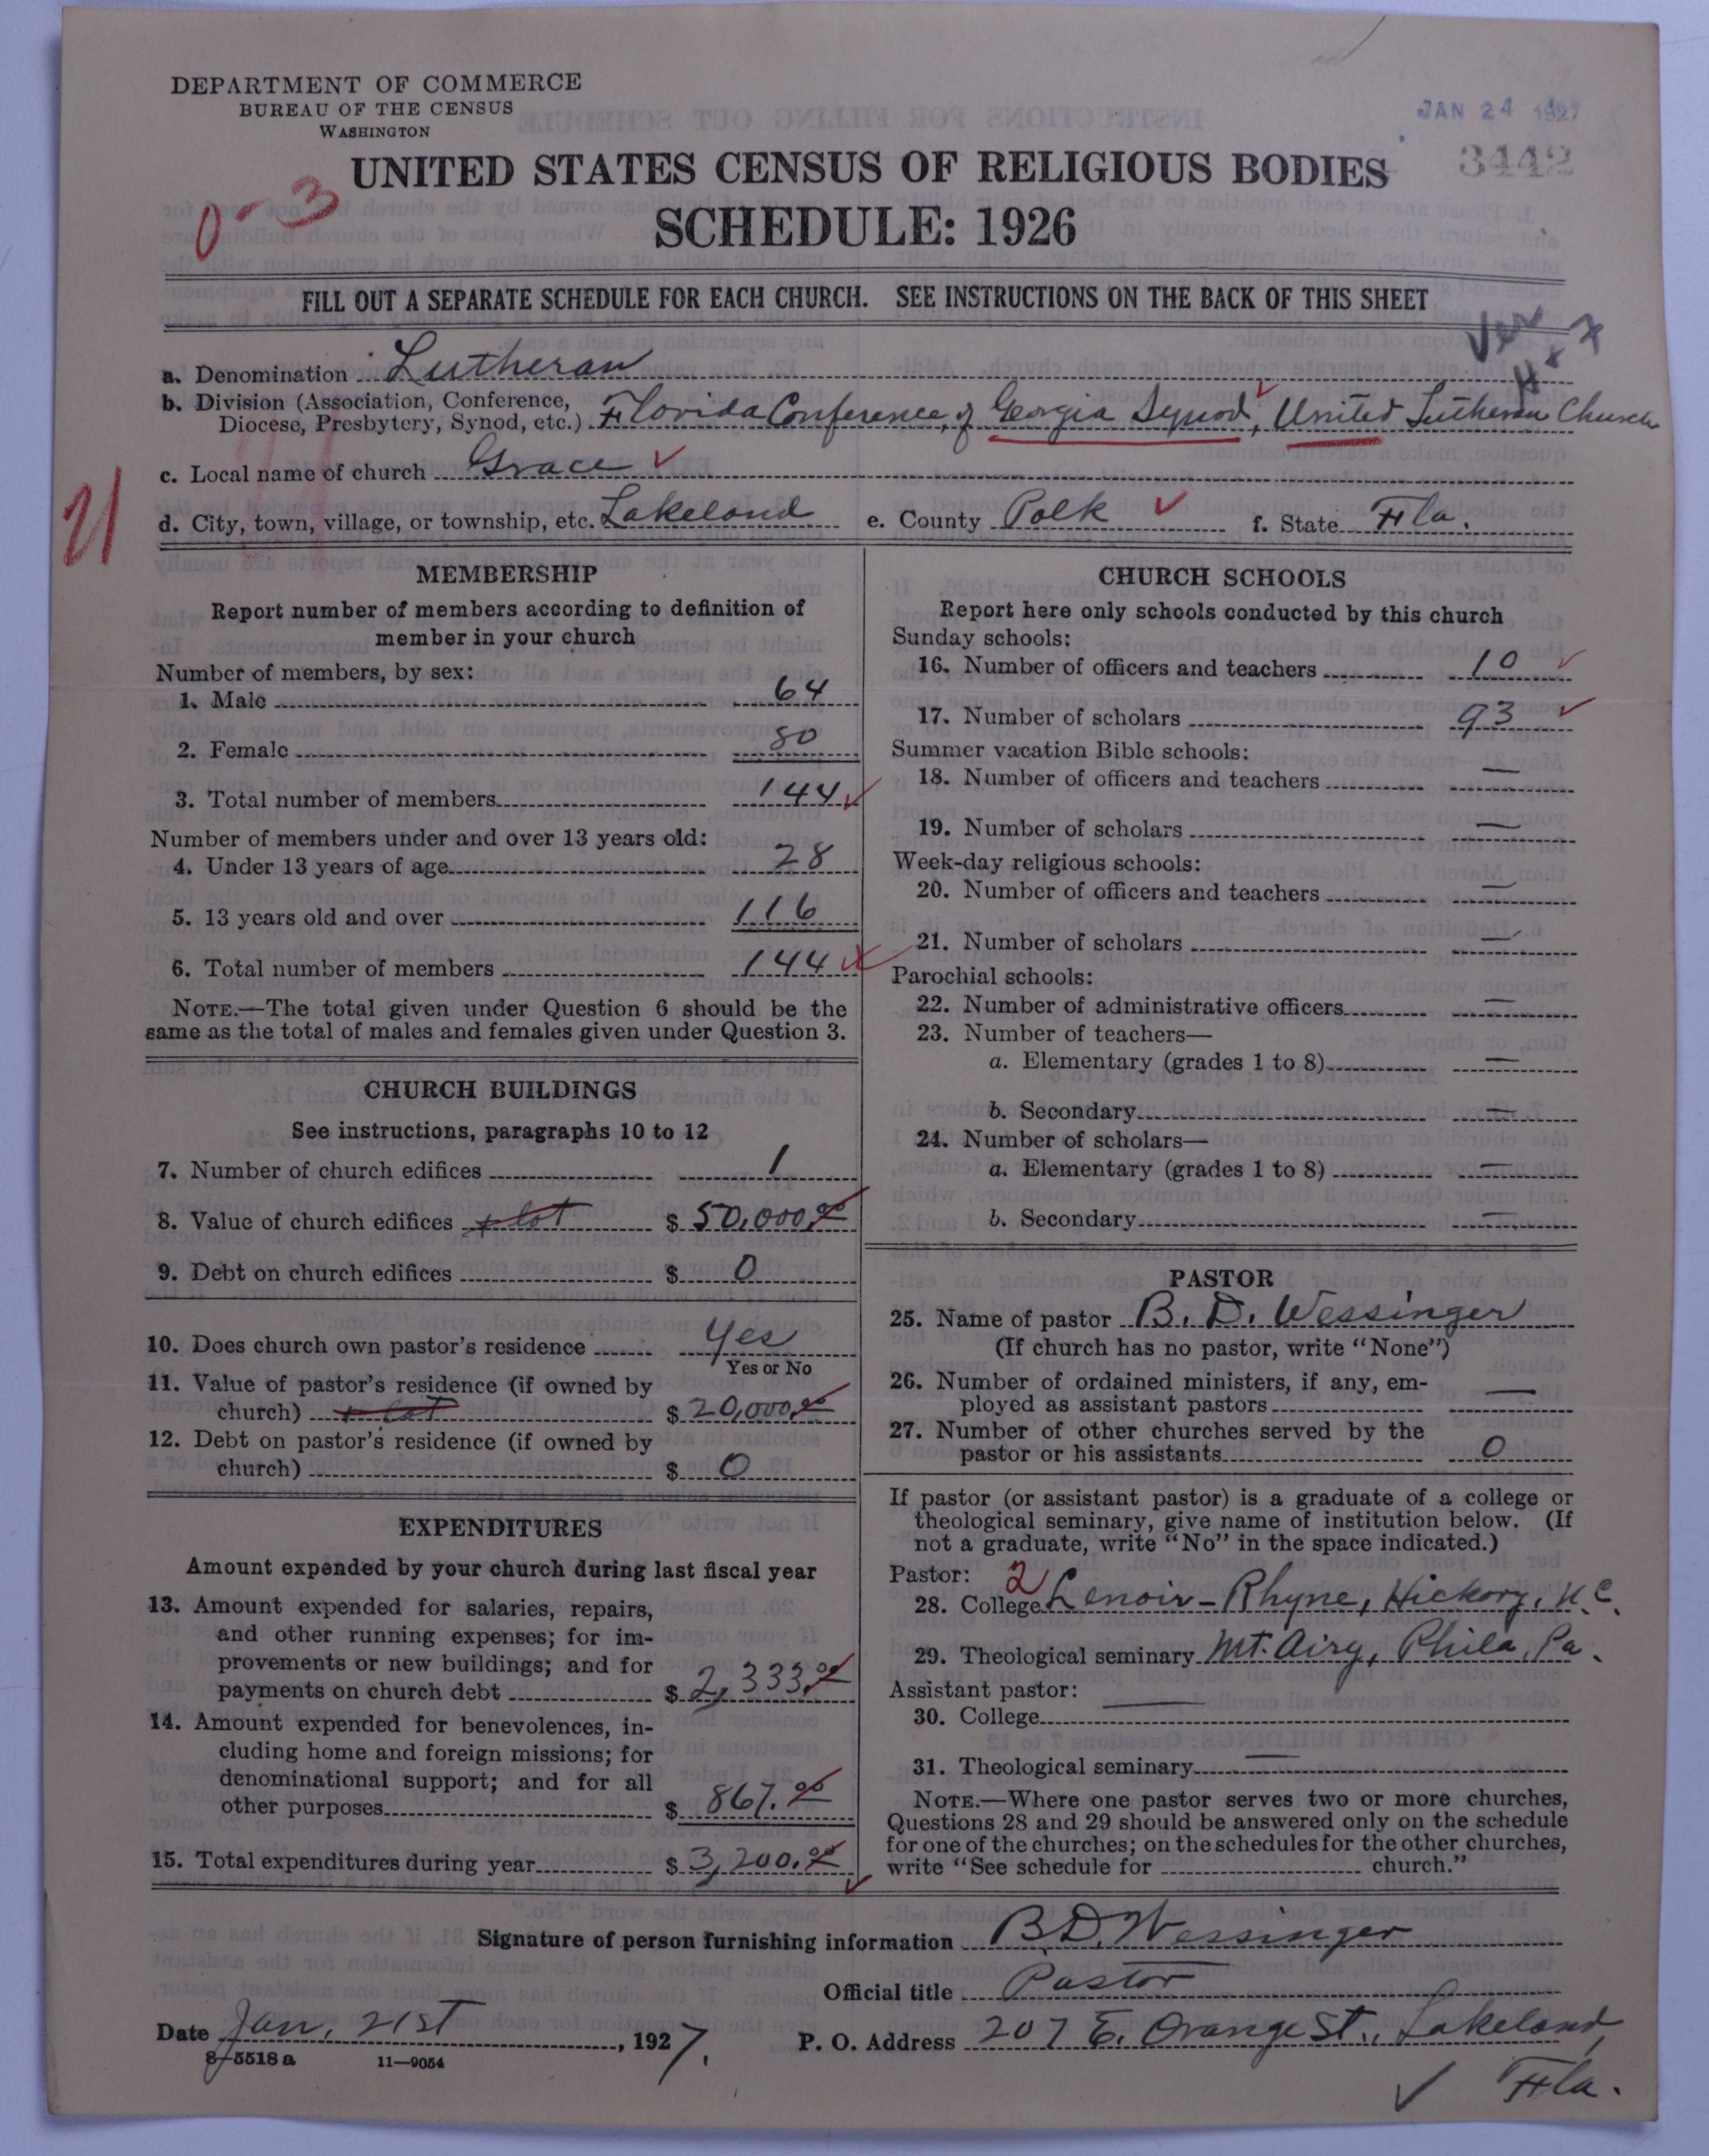 DEPARTMENT OF COMMERCE
BUREAU OF THE CENSUS
WASHINGTON
JAN 24 1927
3442
UNITED STATES CENSUS OF RELIGIOUS BODIES
0-3
SCHEDULE: 1926
FILL OUT A SEPARATE SCHEDULE FOR EACH CHURCH. SEE INSTRUCTIONS ON THE BACK OF THIS SHEET
a. Denomination Lutheran
b. Division (Association, Conference,
Diocese, Presbytery, Synod, etc.) Florida Conference, of Georgia Synod, United Lutheran Church
c. Local name of church Grace
21
d. City, town, village, or township, etc. Lakeland e. County Polk f. State Fla.
MEMBERSHIP
Report number of members according to definition of
member in your church
Number of members, by sex:
1. Male 64
2. Female 80
3. Total number of members 144
Number of members under and over 13 years old:
4. Under 13 years of age 28
5. 13 years old and over 116
6. Total number of members 144
NOTE.—The total given under Question 6 should be the
same as the total of males and females given under Question 3.
CHURCH BUILDINGS
See instructions, paragraphs 10 to 12
7. Number of church edifices 1
8. Value of church edifices + lot $ 50,000.00
9. Debt on church edifices $ 0
10. Does church own pastor's residence Yes
Yes or No
11. Value of pastor's residence (if owned by
church) + lot $ 20,000.00
12. Debt on pastor's residence (if owned by
church) $ 0
EXPENDITURES
Amount expended by your church during last fiscal year
13. Amount expended for salaries, repairs,
and other running expenses; for im-
provements or new buildings; and for
payments on church debt $ 2,333.00
14. Amount expended for benevolences, in-
cluding home and foreign missions; for
denominational support; and for all
other purposes $ 867.00
15. Total expenditures during year $ 3,200.00
CHURCH SCHOOLS
Report here only schools conducted by this church
Sunday schools:
16. Number of officers and teachers 10
17. Number of scholars 93
Summer vacation Bible schools:
18. Number of officers and teachers —
19. Number of scholars —
Week-day religious schools:
20. Number of officers and teachers —
21. Number of scholars —
Parochial schools:
22. Number of administrative officers —
23. Number of teachers—
a. Elementary (grades 1 to 8) —
b. Secondary —
24. Number of scholars—
a. Elementary (grades 1 to 8) —
b. Secondary —
PASTOR
25. Name of pastor B. D. Wessinger
(If church has no pastor, write "None")
26. Number of ordained ministers, if any, em-
ployed as assistant pastors —
27. Number of other churches served by the
pastor or his assistants 0
If pastor (or assistant pastor) is a graduate of a college or
theological seminary, give name of institution below. (If
not a graduate, write "No" in the space indicated.)
Pastor: 2
28. College Lenoir-Rhyne, Hickory, N.C.
29. Theological seminary Mt. Airy, Phila, Pa.
Assistant pastor: —
30. College
31. Theological seminary —
NOTE.—Where one pastor serves two or more churches,
Questions 28 and 29 should be answered only on the schedule
for one of the churches; on the schedules for the other churches,
write "See schedule for church."
Signature of person furnishing information B.D. Wessinger
Official title Pastor
Date Jan. 21st, 1927. P. O. Address 207 E. Orange St., Lakeland,
Fla.
8-5518a 11-9054